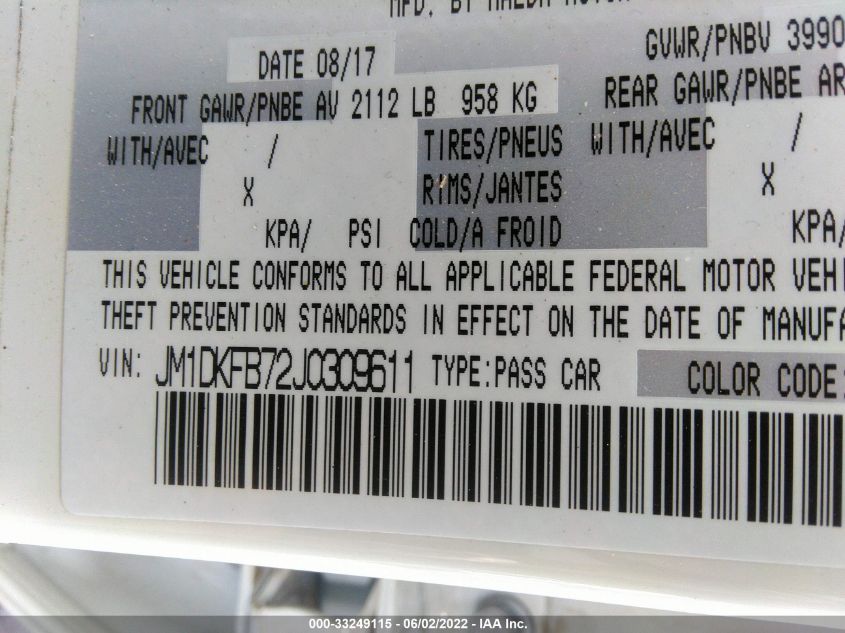 MFD. BY MAZDA MOTOR
DATE 08/17
GVWR/PNBV 3990
FRONT GAWR/PNBE AV 2112 LB 958 KG
REAR GAWR/PNBE AR
WITH/AVEC / TIRES/PNEUS WITH/AVEC /
X RIMS/JANTES X
KPA/ PSI COLD/A FROID KPA/
THIS VEHICLE CONFORMS TO ALL APPLICABLE FEDERAL MOTOR VEHI
THEFT PREVENTION STANDARDS IN EFFECT ON THE DATE OF MANUFA
VIN: JM1DKFB72J0309611 TYPE:PASS CAR COLOR CODE:
000-33249115 - 06/02/2022 - IAA Inc.